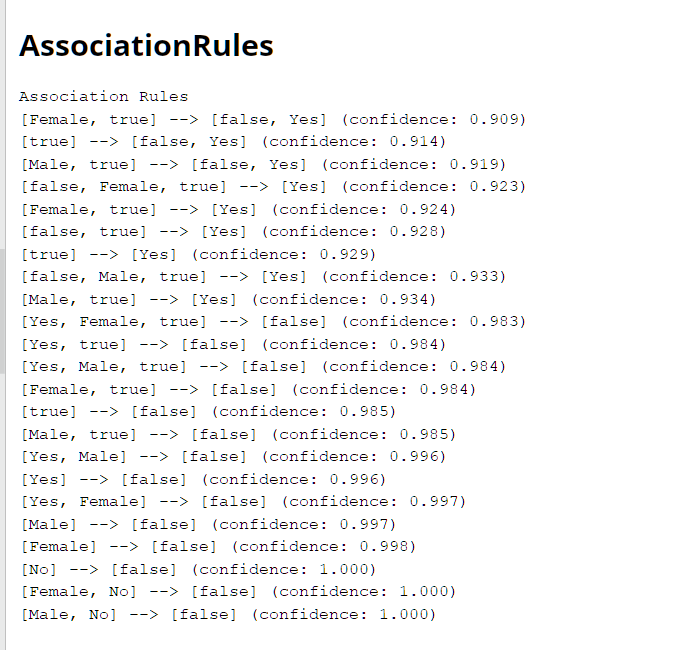 AssociationRules
Association Rules
[Female, true] --> [false, Yes] (confidence: 0.909)
[true] --> [false, Yes] (confidence: 0.914)
[Male, true] --> [false, Yes] (confidence: 0.919)
[false, Female, true] --> [Yes] (confidence: 0.923)
[Female, true] --> [Yes] (confidence: 0.924)
[false, true] --> [Yes] (confidence: 0.928)
[true] --> [Yes] (confidence: 0.929)
[false, Male, true] --> [Yes] (confidence: 0.933)
[Male, true] --> [Yes] (confidence: 0.934)
[Yes, Female, true] --> [false] (confidence: 0.983)
[Yes, true] --> [false] (confidence: 0.984)
[Yes, Male, true] --> [false] (confidence: 0.984)
[Female, true] --> [false] (confidence: 0.984)
[true] --> [false] (confidence: 0.985)
[Male, true] --> [false] (confidence: 0.985)
[Yes, Male] --> [false] (confidence: 0.996)
[Yes] --> [false] (confidence: 0.996)
[Yes, Female] --> [false] (confidence: 0.997)
[Male] --> [false] (confidence: 0.997)
[Female] --> [false] (confidence: 0.998)
[No] --> [false] (confidence: 1.000)
[Female, No] --> [false] (confidence: 1.000)
[Male, No] --> [false] (confidence: 1.000)